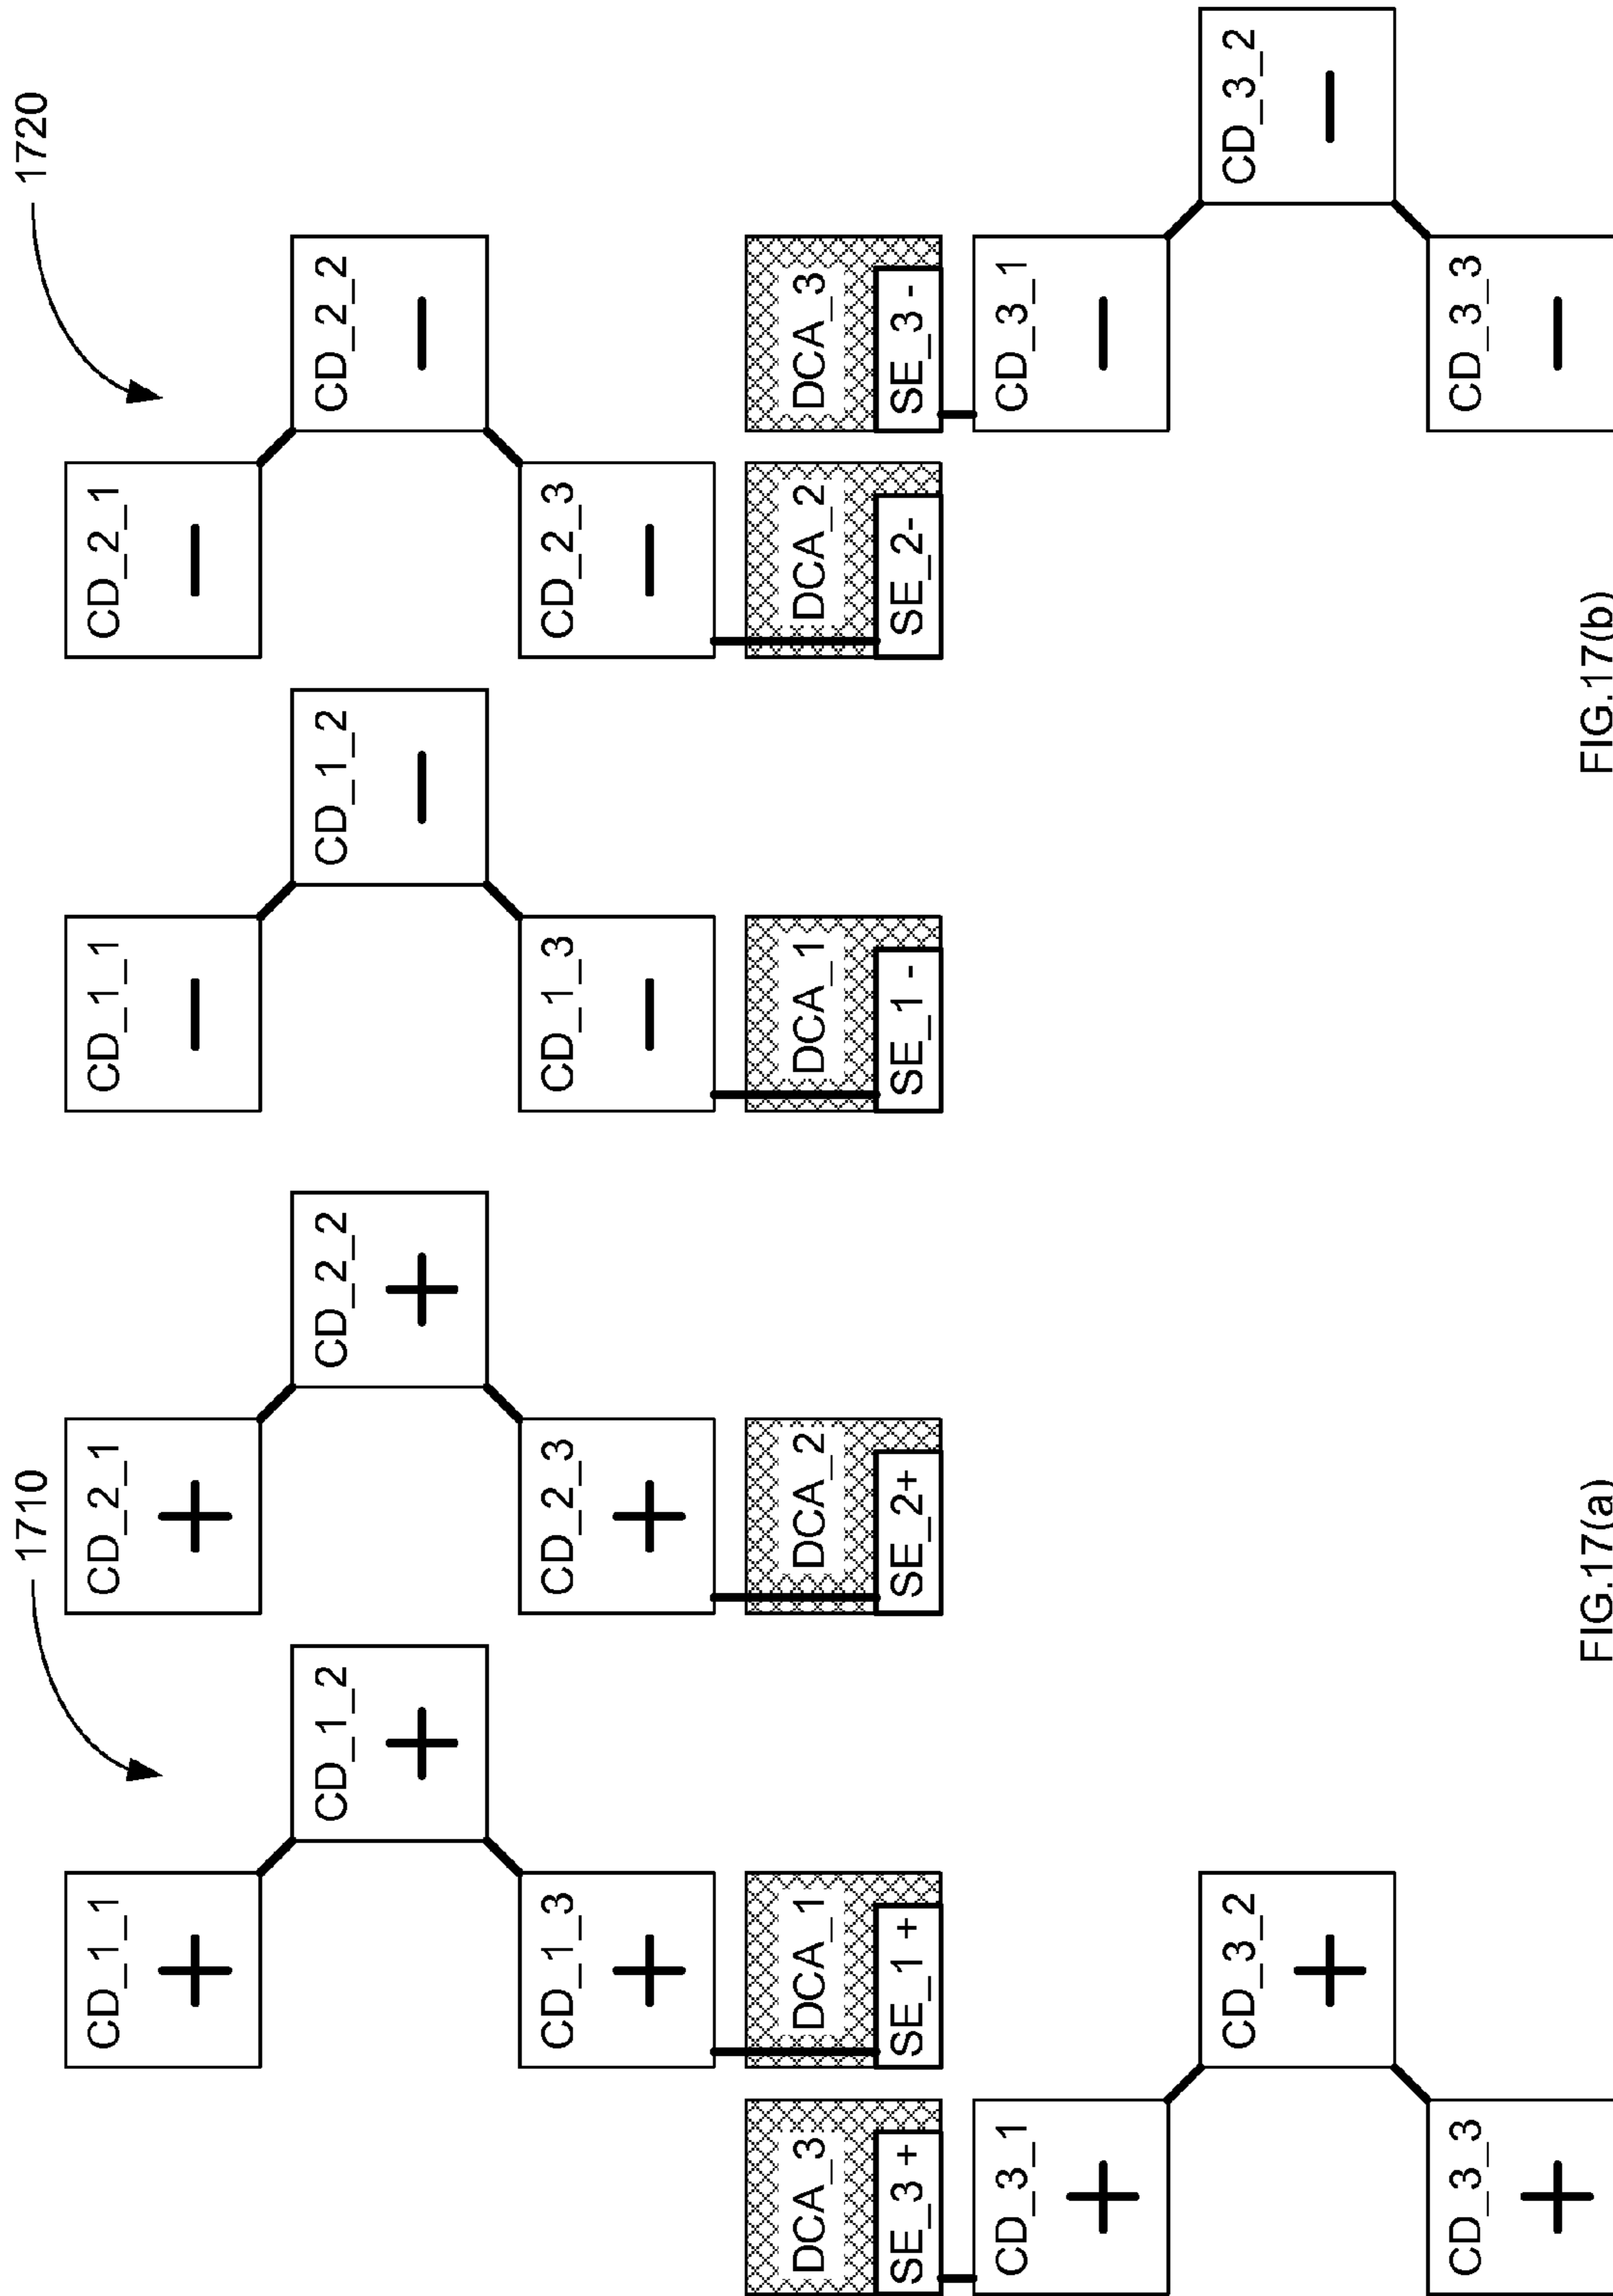 1710
1720
CD_1_1
+
CD_2_1
+
CD_1_1
−
CD_2_1
−
CD_1_2
+
CD_2_2
+
CD_1_2
−
CD_2_2
−
CD_1_3
+
CD_2_3
+
CD_1_3
−
CD_2_3
−
DCA_3
SE_3 +
DCA_1
SE_1 +
DCA_2
SE_2+
DCA_1
SE_1 -
DCA_2
SE_2-
DCA_3
SE_3 -
CD_3_1
+
CD_3_1
−
CD_3_2
+
CD_3_2
−
CD_3_3
+
CD_3_3
−
FIG.17(a)
FIG.17(b)